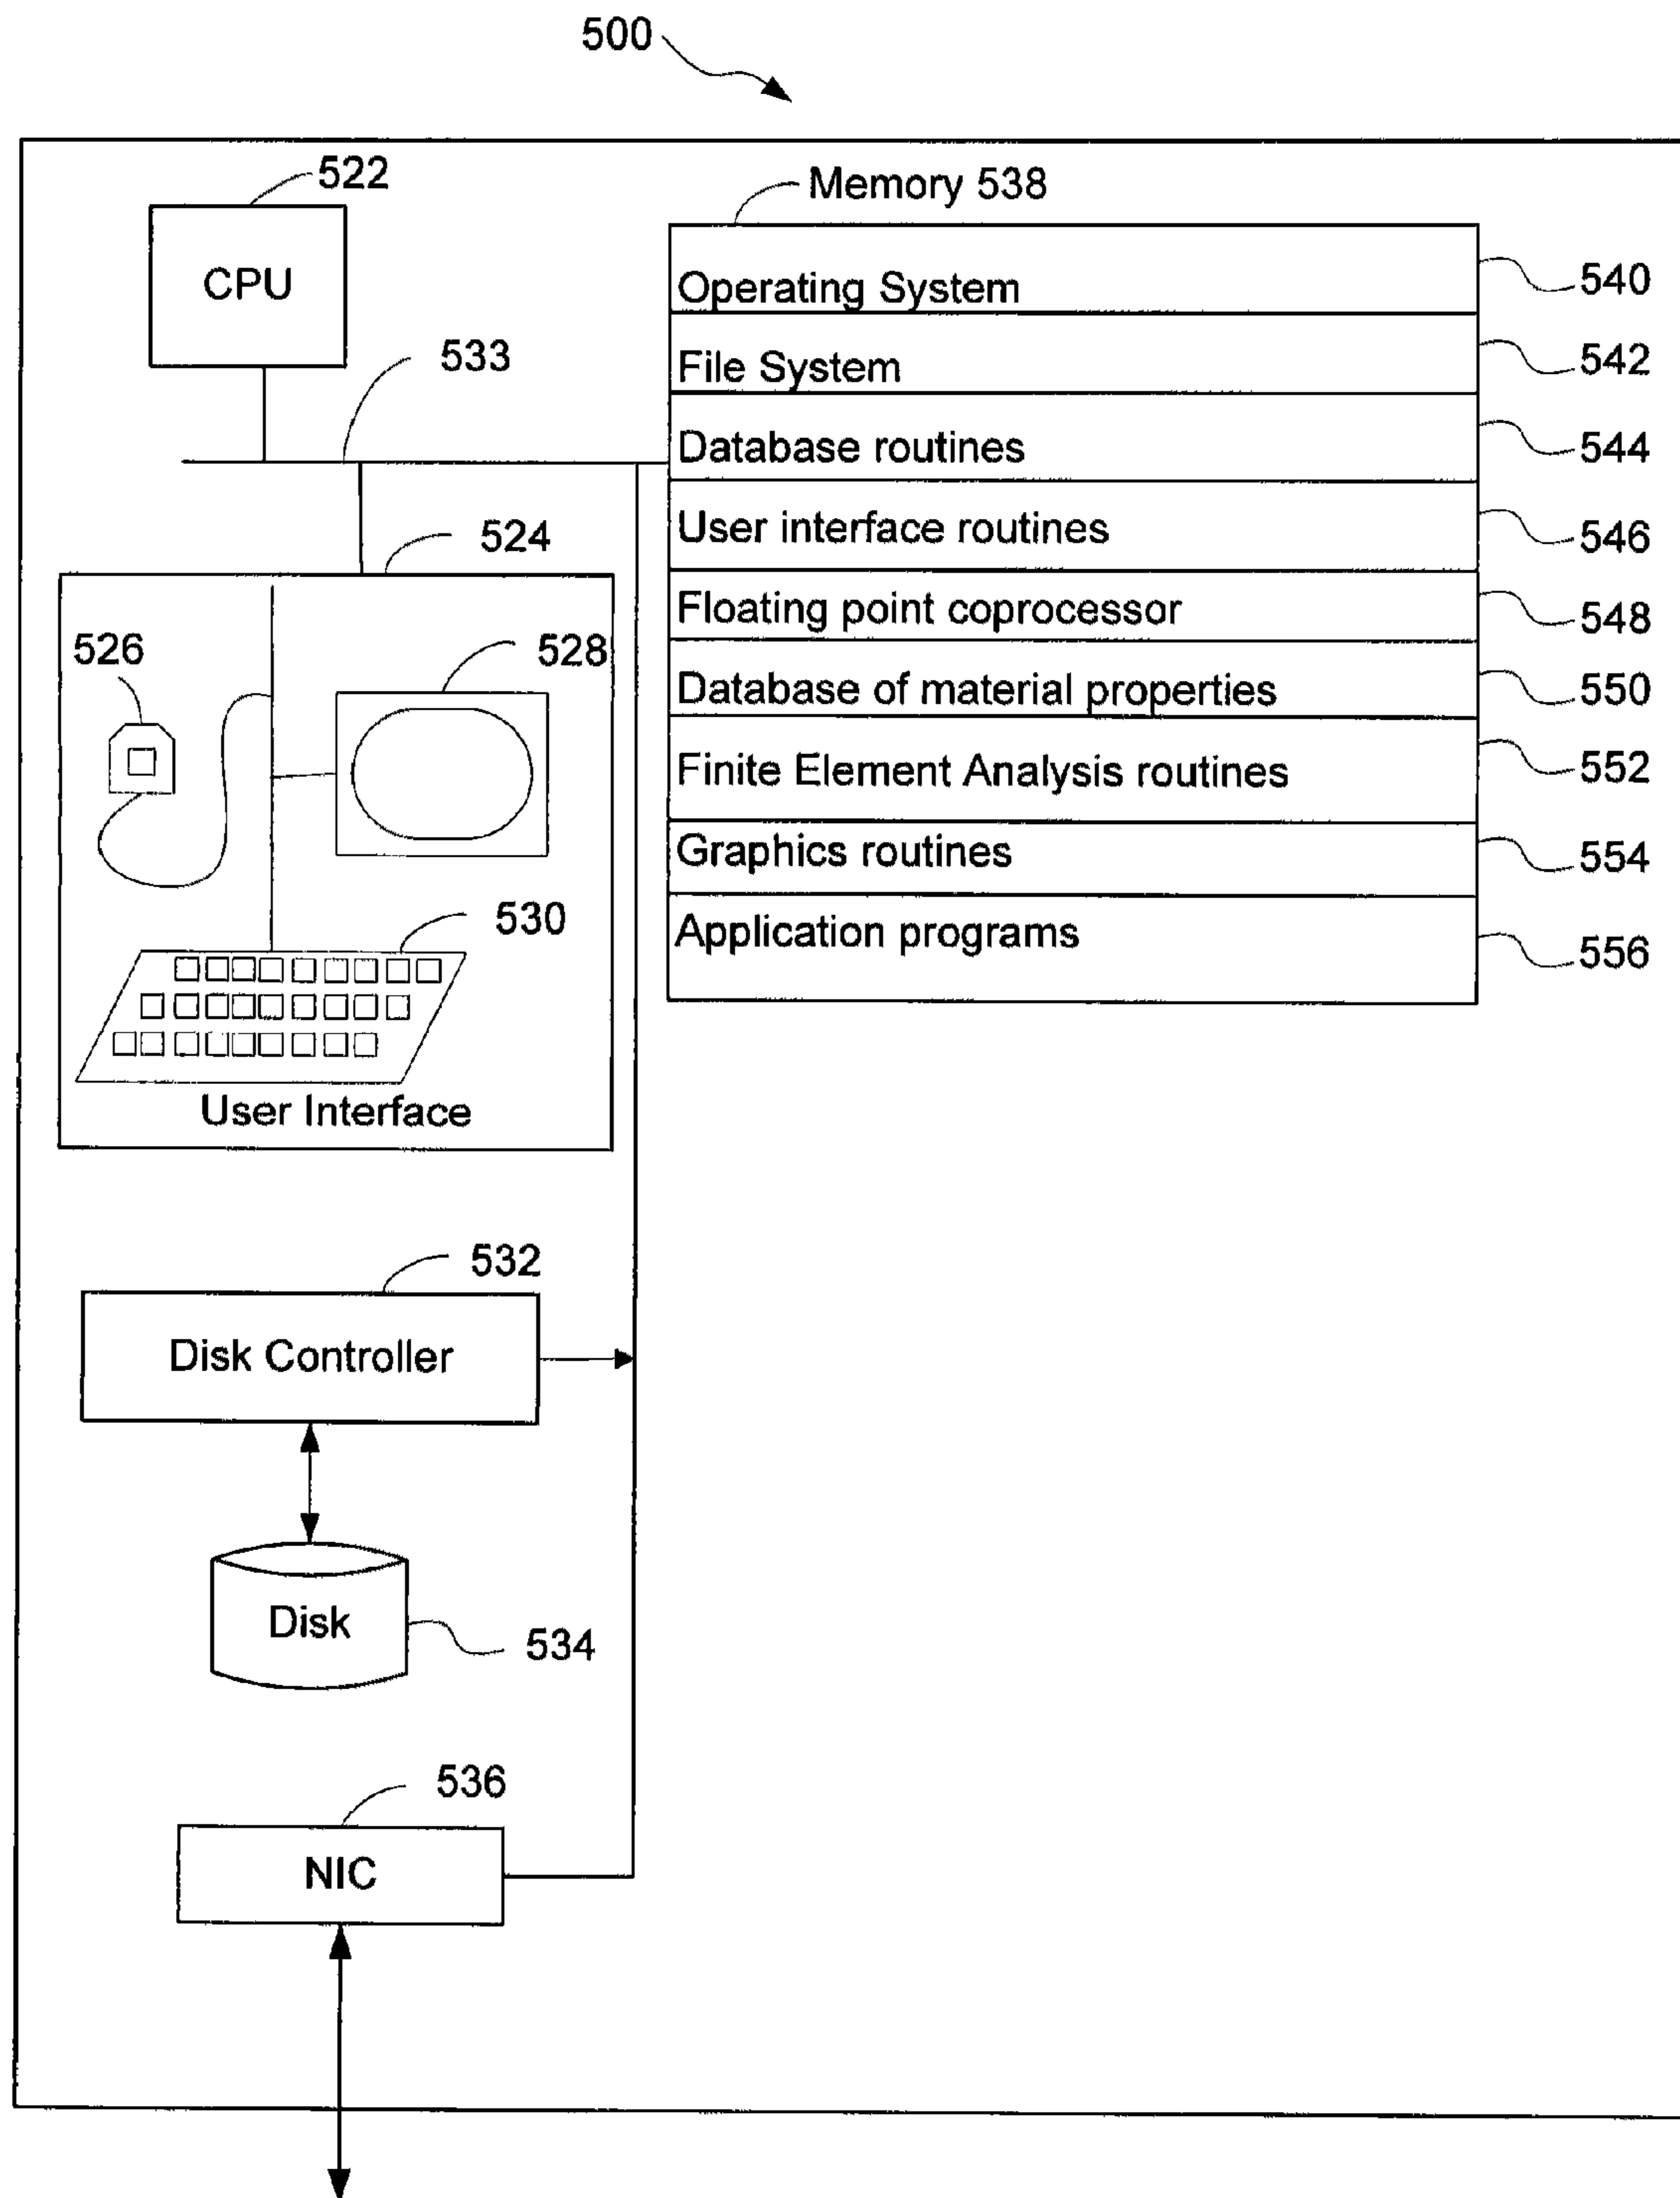 500
522
CPU
533
524
526
528
530
User Interface
532
Disk Controller
Disk
534
536
NIC
Memory 538
Operating System 540
File System 542
Database routines 544
User interface routines 546
Floating point coprocessor 548
Database of material properties 550
Finite Element Analysis routines 552
Graphics routines 554
Application programs 556